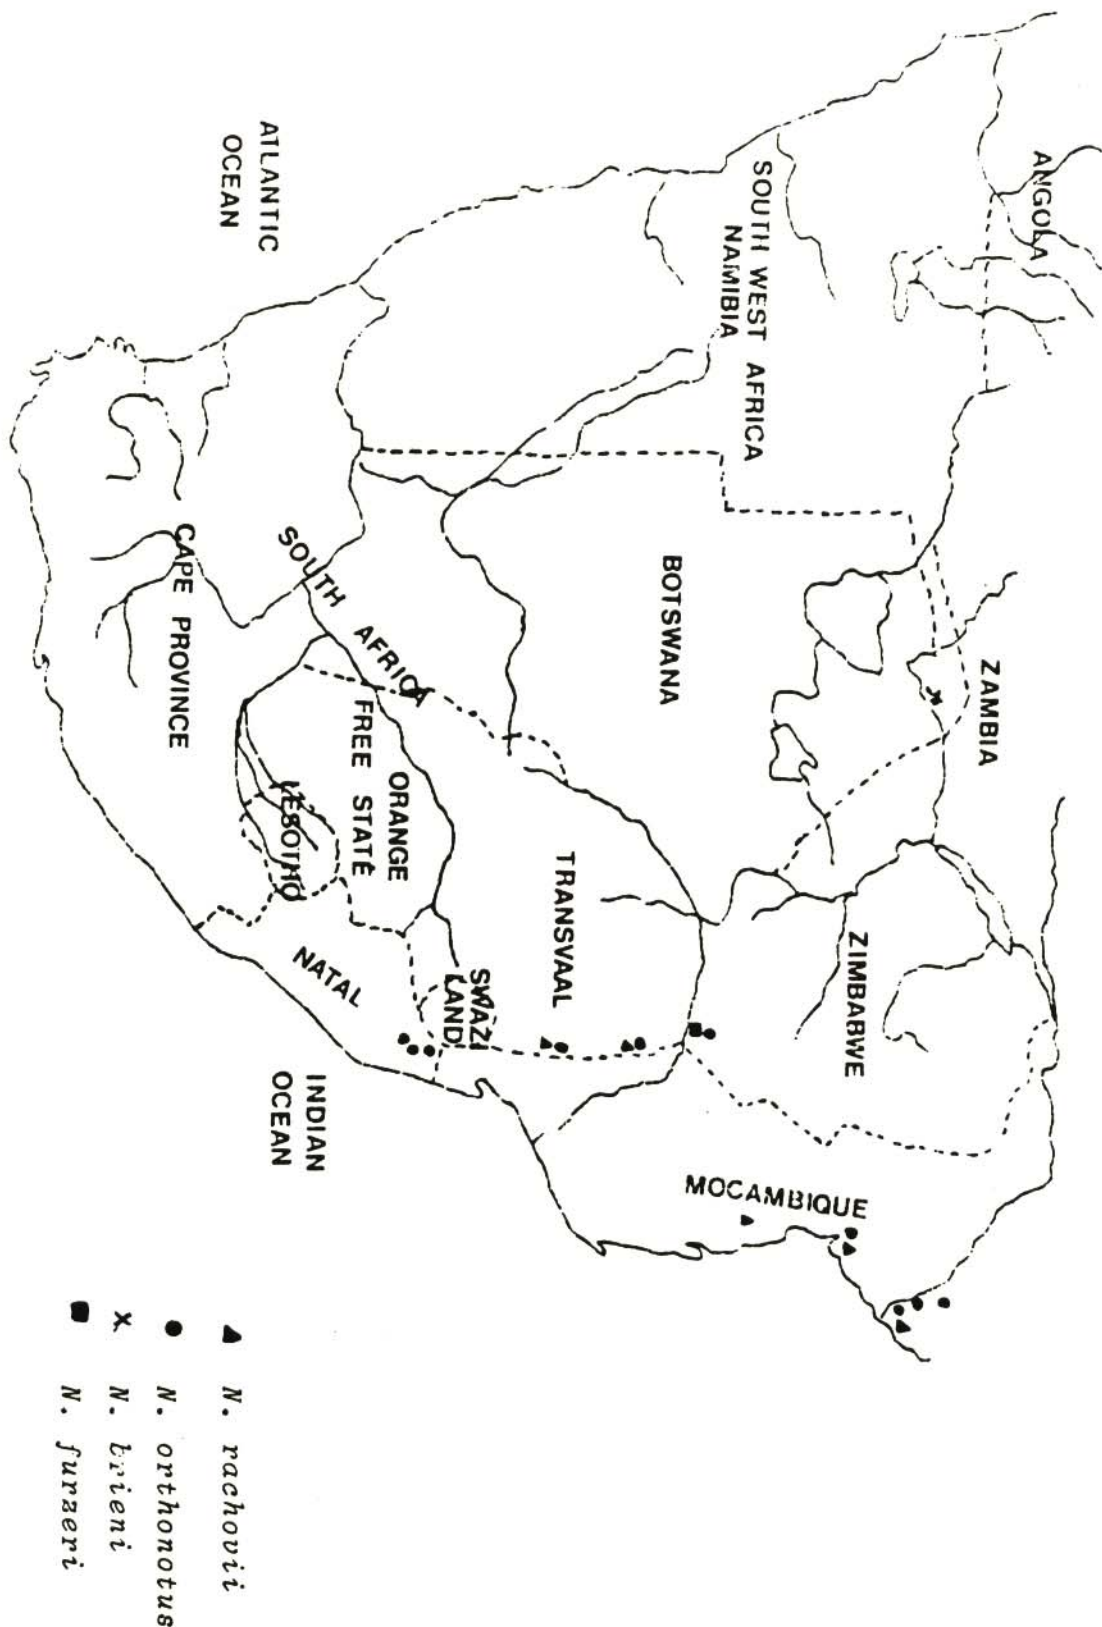 ANGOLA
ZAMBIA
SOUTH WEST AFRICA
NAMIBIA
BOTSWANA
ZIMBABWE
MOCAMBIQUE
TRANSVAAL
SWAZI
LAND
SOUTH AFRICA
ORANGE
FREE STATE
LESOTHO
NATAL
CAPE PROVINCE
ATLANTIC
OCEAN
INDIAN
OCEAN
N. rachovii
N. orthonotus
N. brieni
N. furzeri